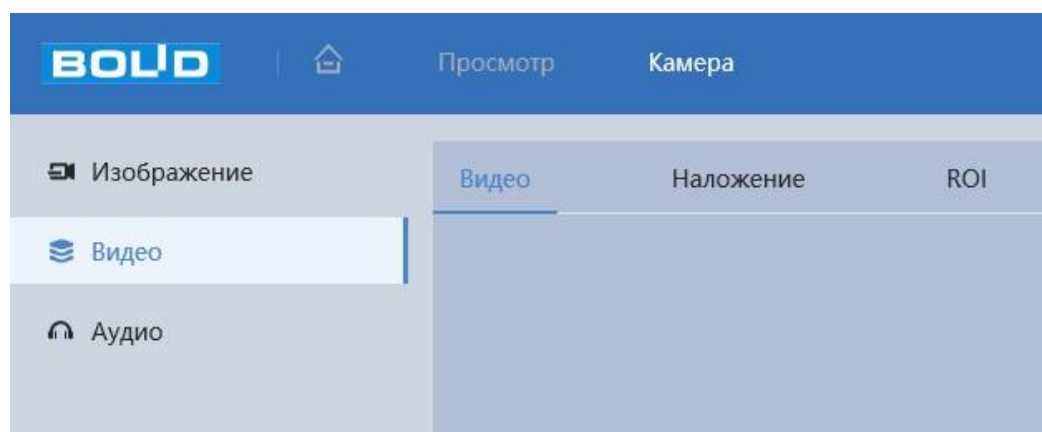 BOLID Просмотр Камера
Изображение
Видео Наложение ROI
Видео
Аудио